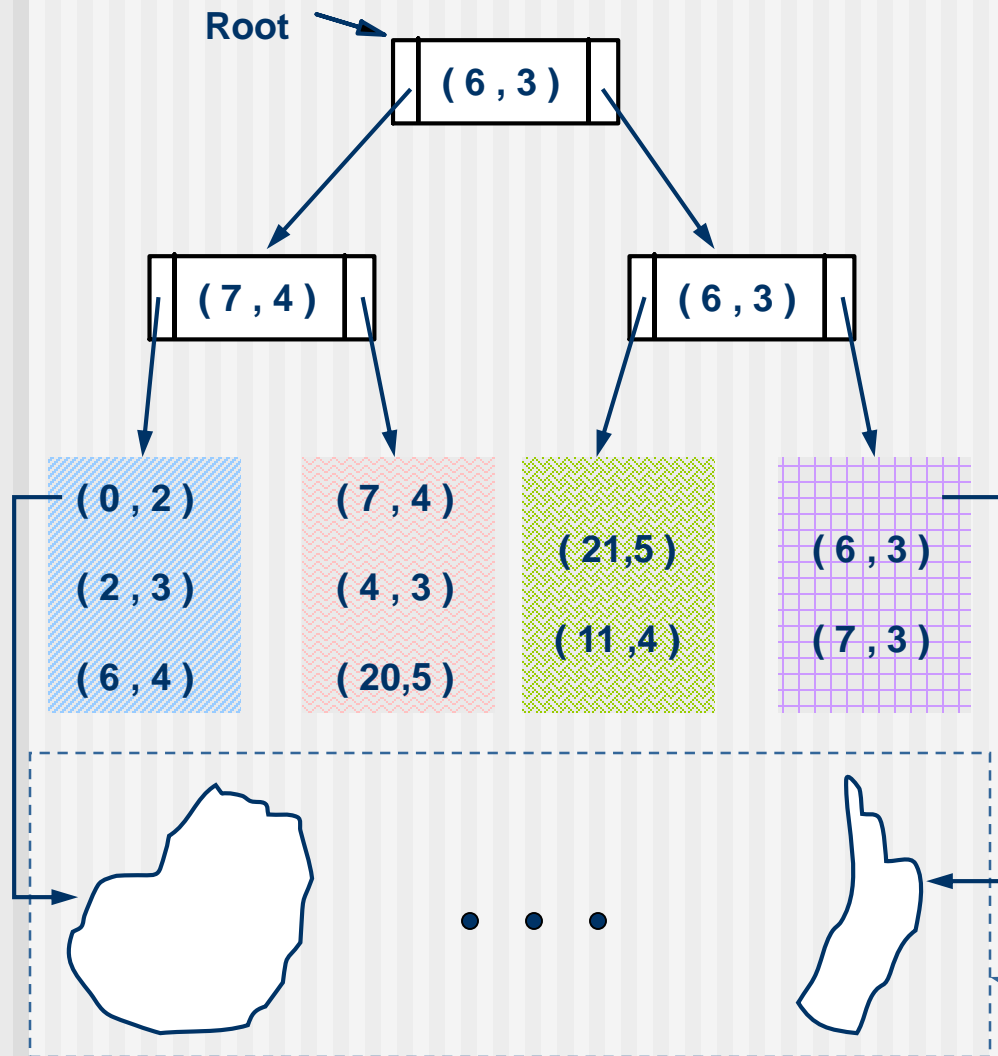 Root
( 6 , 3 )
( 7 , 4 )
( 6 , 3 )
( 0 , 2 )
( 2 , 3 )
( 6 , 4 )
( 7 , 4 )
( 4 , 3 )
( 20,5 )
( 21,5 )
( 11 ,4 )
( 6 , 3 )
( 7 , 3 )